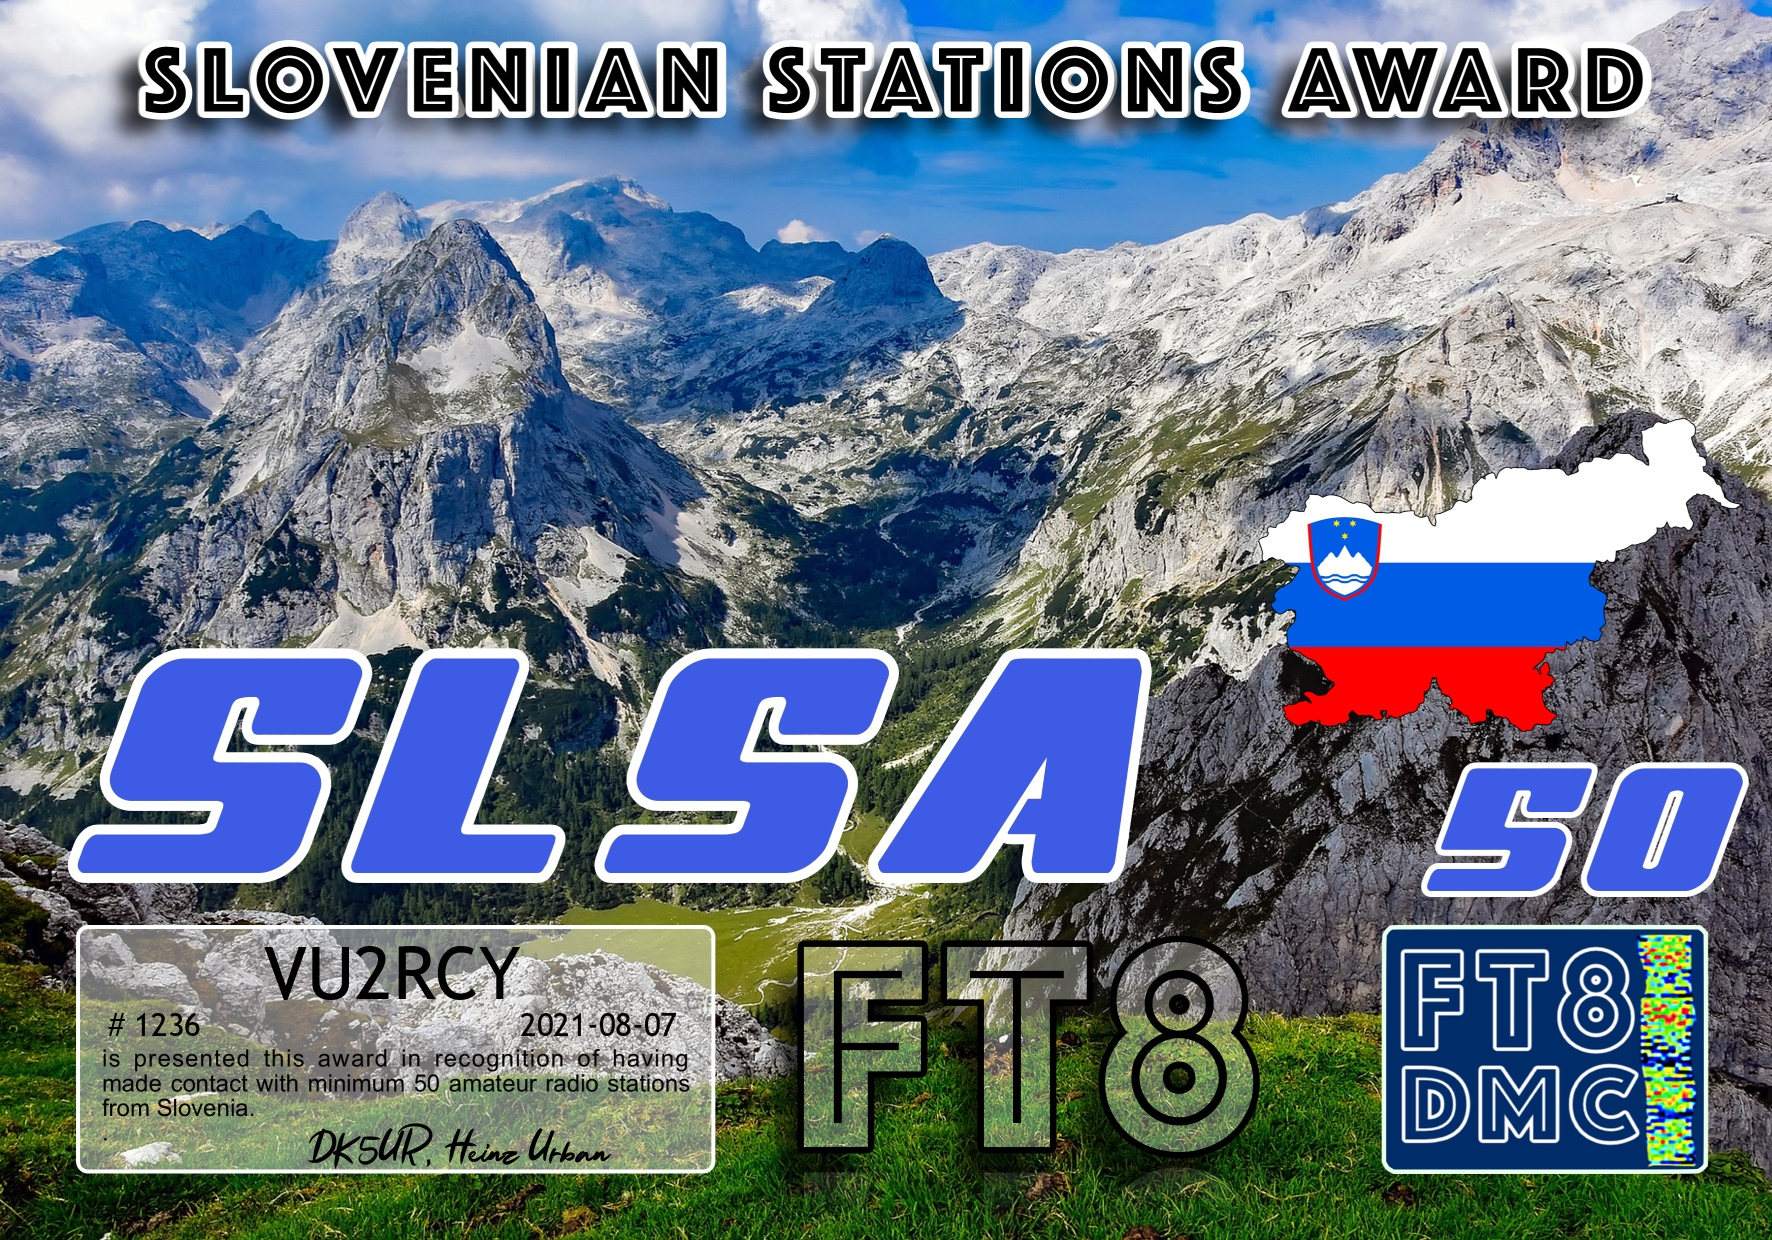 SLOVENIAN STATIONS AWARD
SLSA
50
VU2RCY
# 1236 2021-08-07
is presented this award in recognition of having
made contact with minimum 50 amateur radio stations
from Slovenia.
.
DK5UR, Heinz Urban
FT8
FT8
DMC